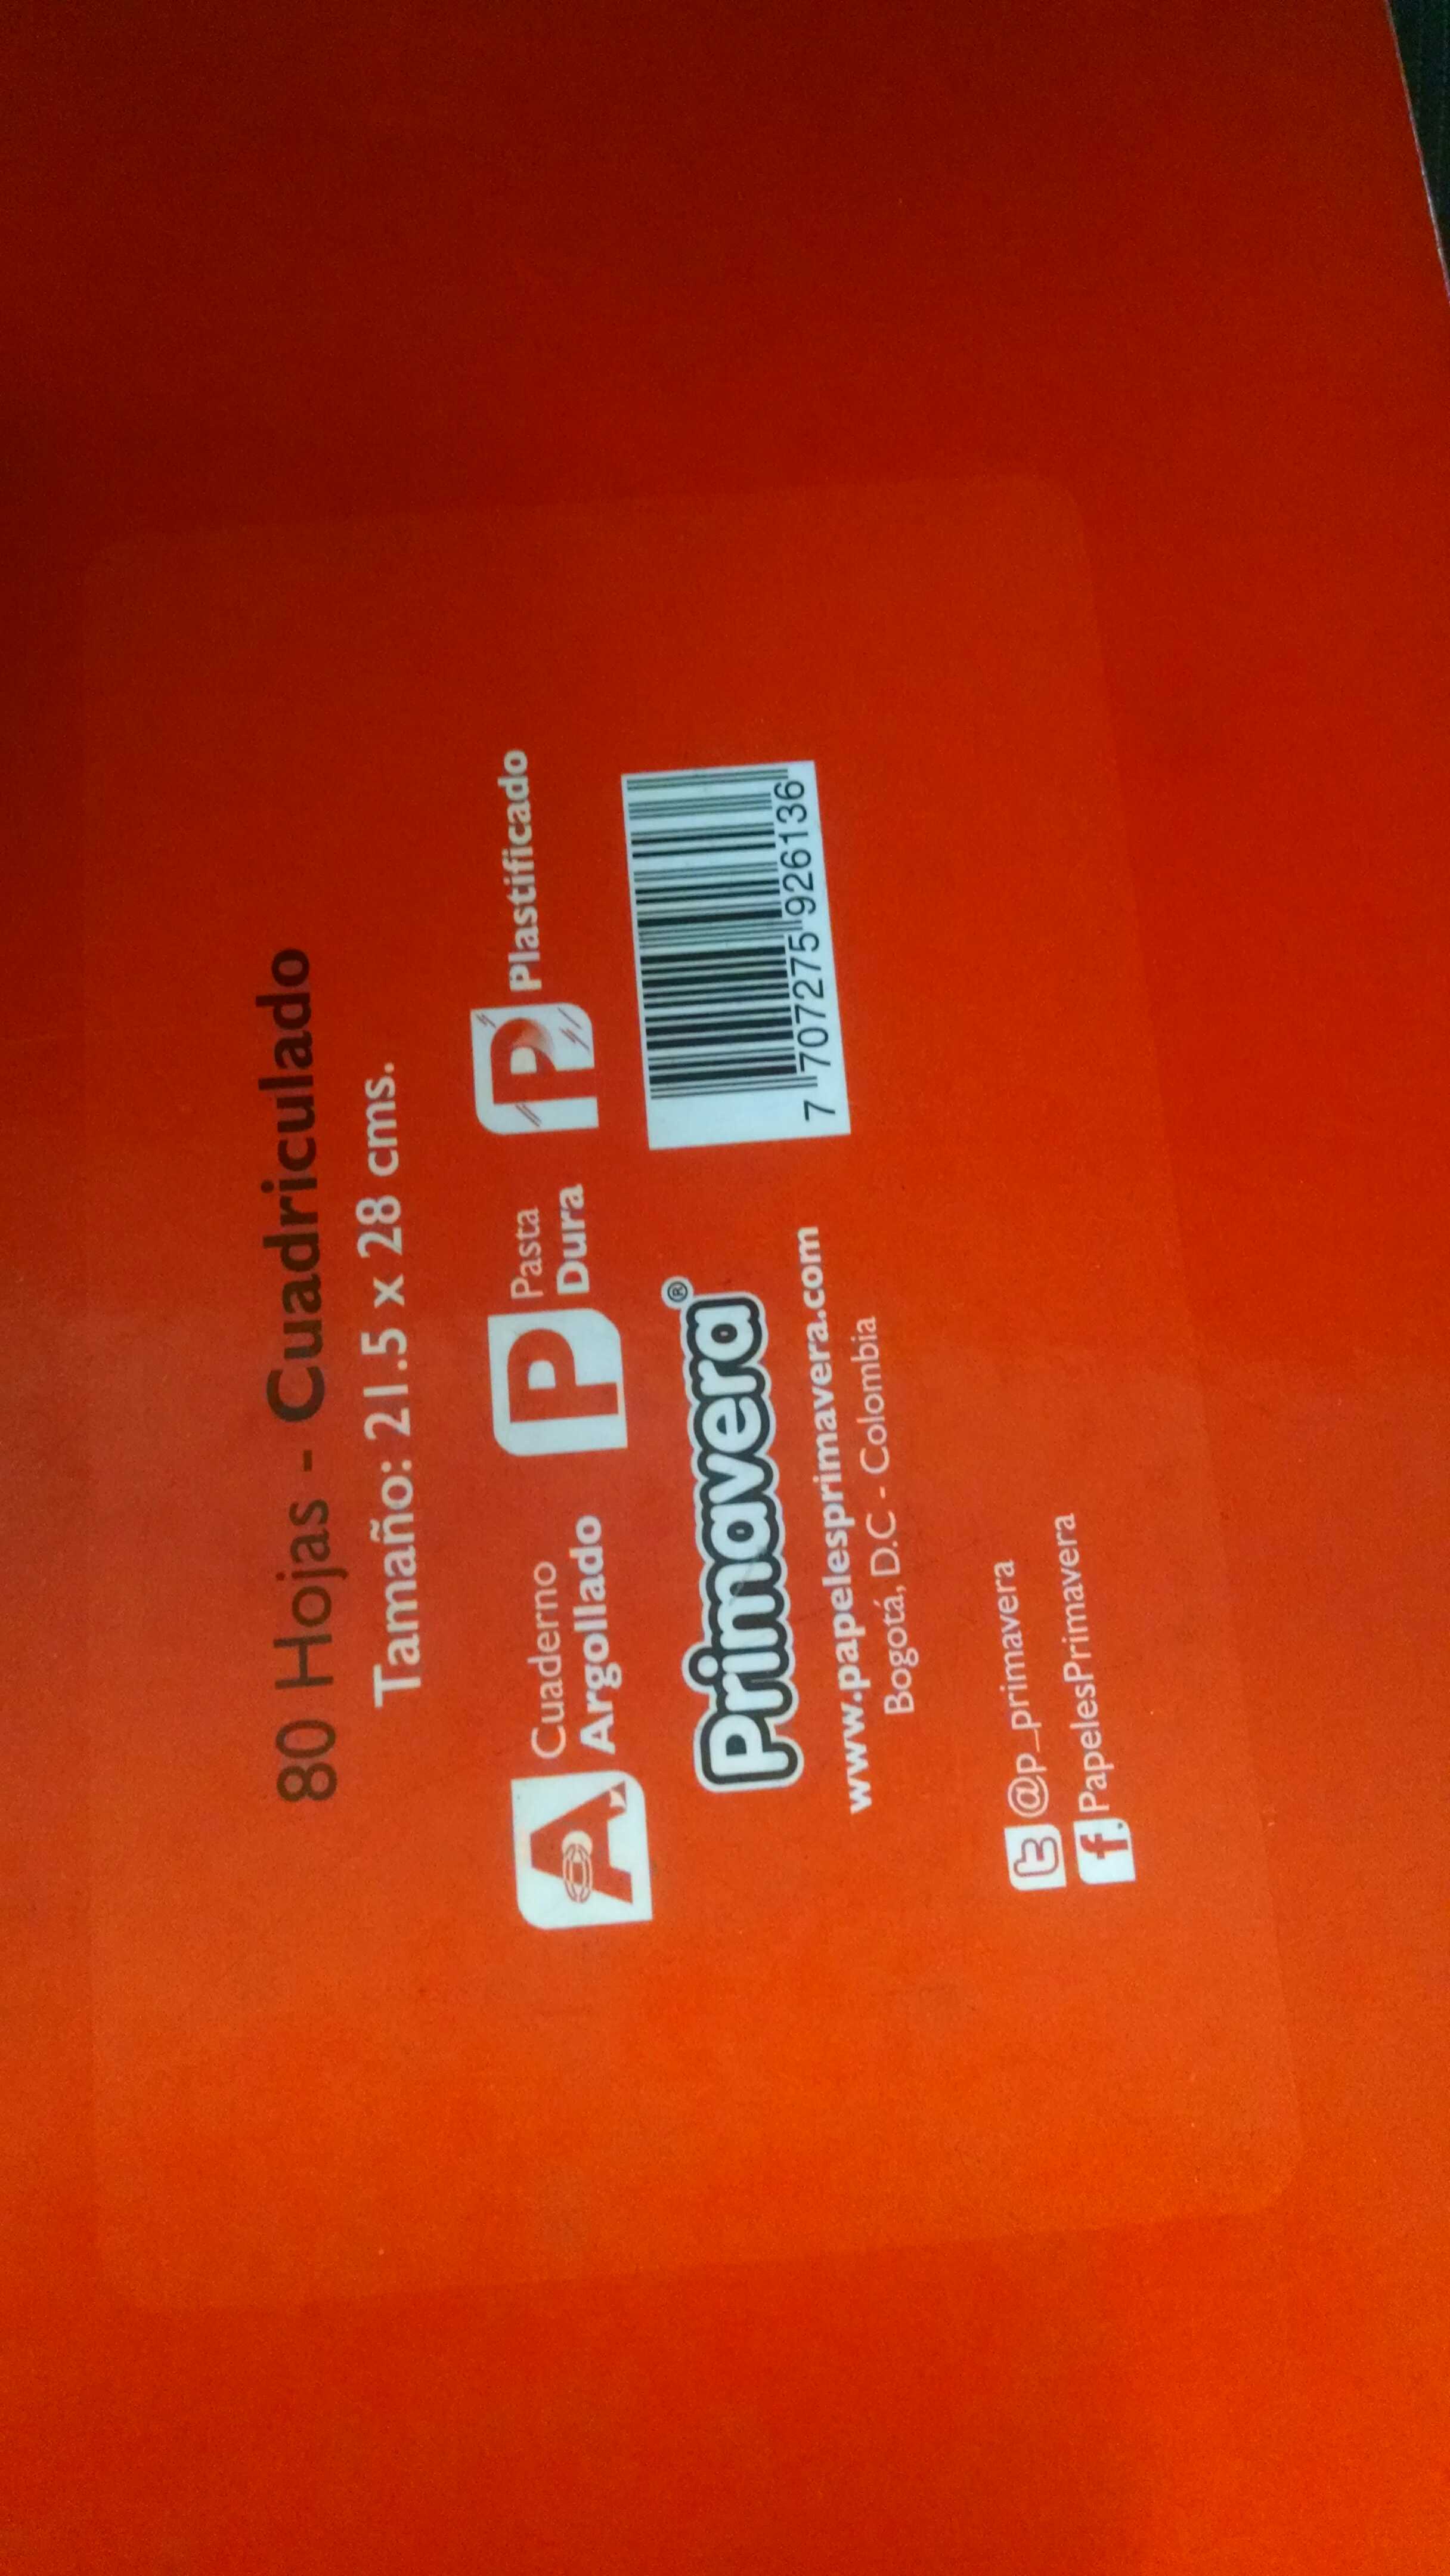 80 Hojas - Cuadriculado
Tamaño: 21.5 x 28 cms.
A Cuaderno
Argollado
P Pasta
Dura
P Plastificado
Primavera®
www.papelesprimavera.com
Bogotá, D.C - Colombia
7 707275 926136
t @p_primavera
f PapelesPrimavera